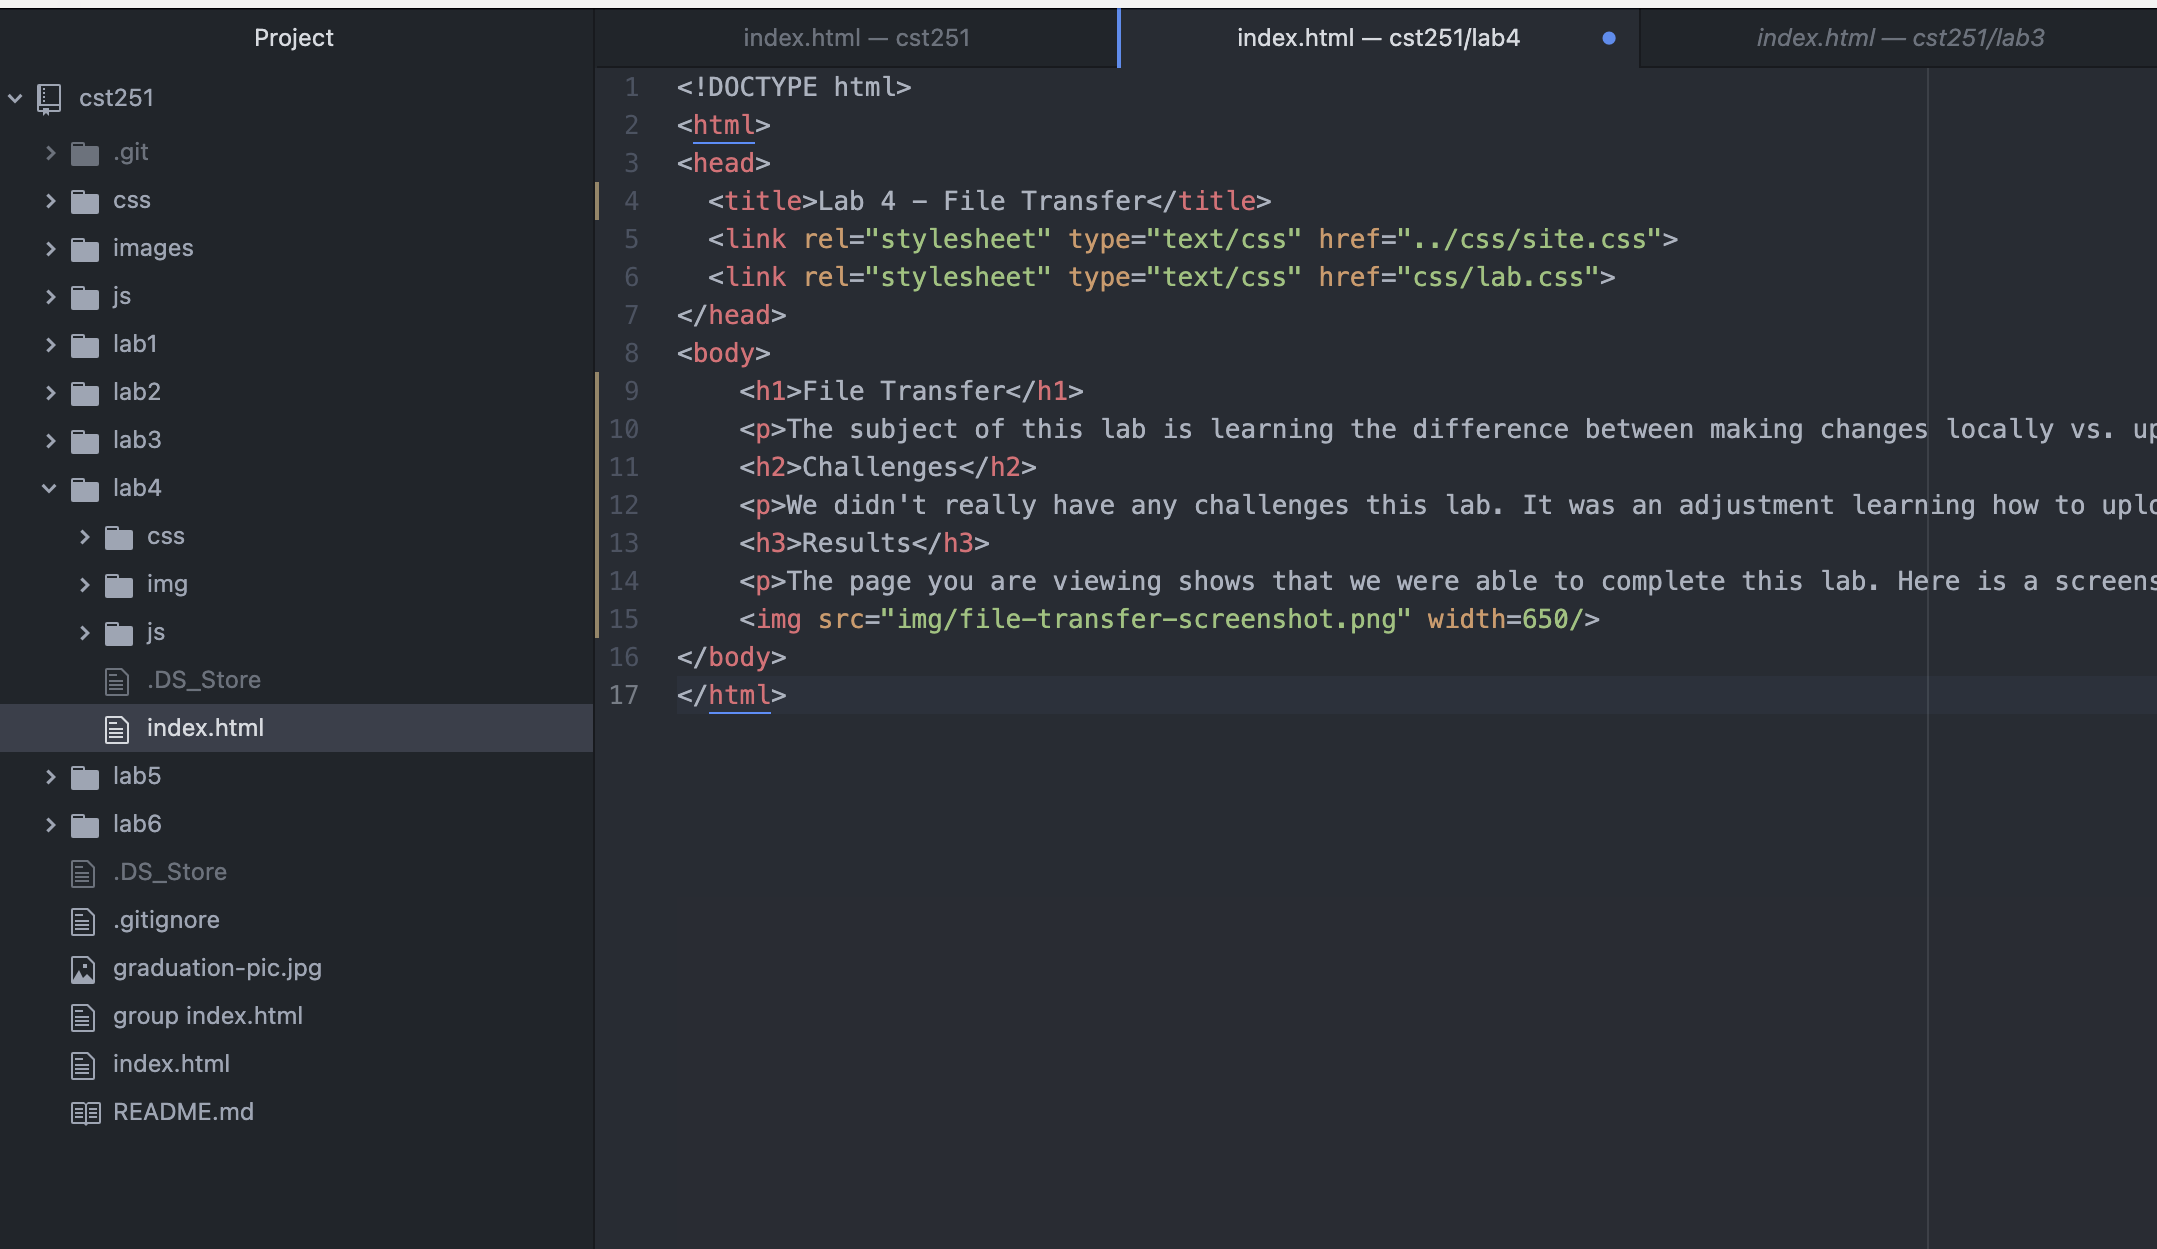 Project
cst251
.git
css
images
js
lab1
lab2
lab3
lab4
css
img
js
.DS_Store
index.html
lab5
lab6
.DS_Store
.gitignore
graduation-pic.jpg
group index.html
index.html
README.md
index.html — cst251
index.html — cst251/lab4
index.html — cst251/lab3
1 <!DOCTYPE html>
2 <html>
3 <head>
4 <title>Lab 4 - File Transfer</title>
5 <link rel="stylesheet" type="text/css" href="../css/site.css">
6 <link rel="stylesheet" type="text/css" href="css/lab.css">
7 </head>
8 <body>
9 <h1>File Transfer</h1>
10 <p>The subject of this lab is learning the difference between making changes locally vs. up
11 <h2>Challenges</h2>
12 <p>We didn't really have any challenges this lab. It was an adjustment learning how to uplo
13 <h3>Results</h3>
14 <p>The page you are viewing shows that we were able to complete this lab. Here is a screens
15 <img src="img/file-transfer-screenshot.png" width=650/>
16 </body>
17 </html>